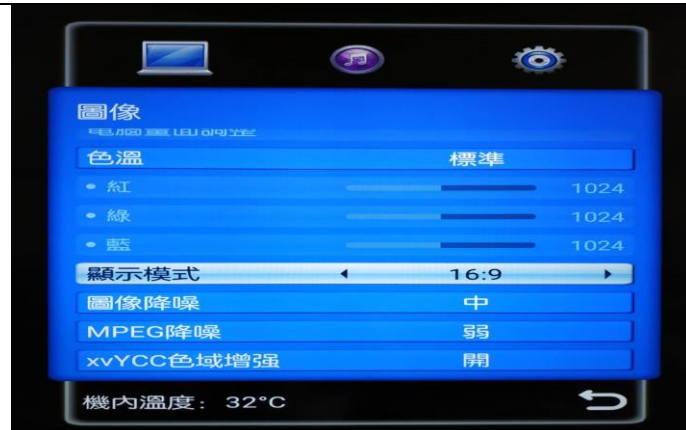 圖像
色溫 標準
• 紅 1024
• 綠 1024
• 藍 1024
顯示模式 16:9
圖像降噪 中
MPEG降噪 弱
xvYCC色域增强 開
機內溫度: 32°C